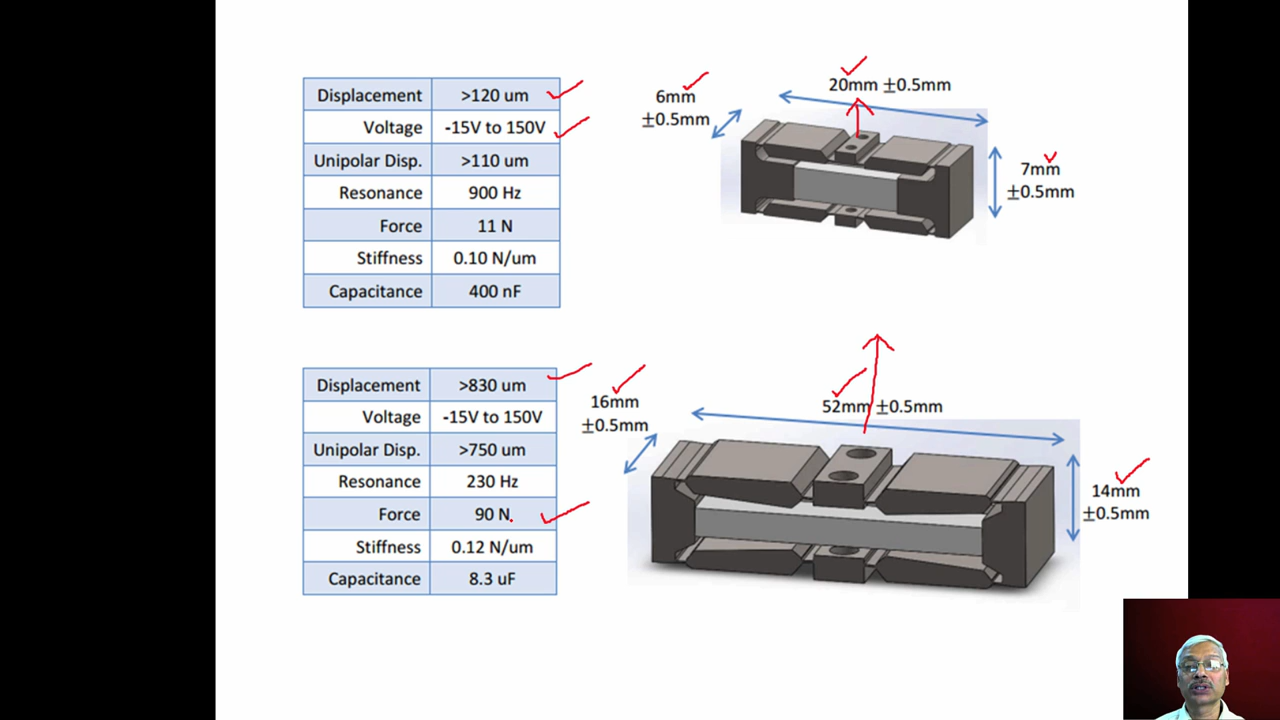 Displacement >120 um
Voltage -15V to 150V
Unipolar Disp. >110 um
Resonance 900 Hz
Force 11 N
Stiffness 0.10 N/um
Capacitance 400 nF
6mm
±0.5mm
20mm ±0.5mm
7mm
±0.5mm
Displacement >830 um
Voltage -15V to 150V
Unipolar Disp. >750 um
Resonance 230 Hz
Force 90 N
Stiffness 0.12 N/um
Capacitance 8.3 uF
16mm
±0.5mm
52mm ±0.5mm
14mm
±0.5mm